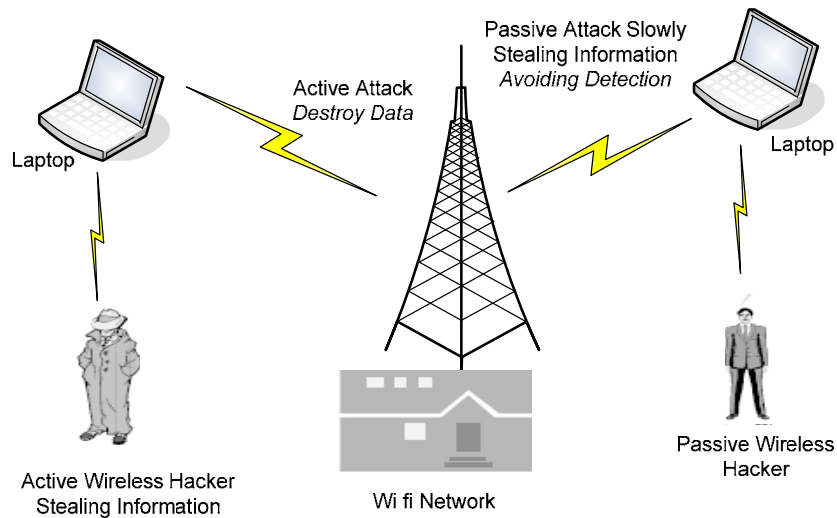 Passive Attack Slowly
Stealing Information
Avoiding Detection
Active Attack
Destroy Data
Laptop
Laptop
Active Wireless Hacker
Stealing Information
Wi fi Network
Passive Wireless
Hacker